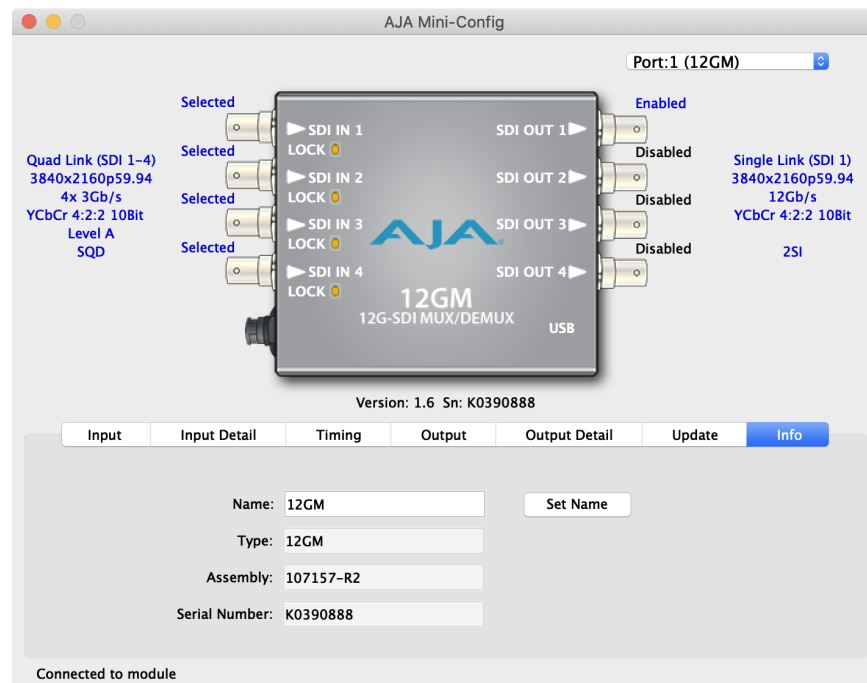 AJA Mini-Config
Port:1 (12GM)
Selected
Enabled
SDI IN 1
SDI OUT 1
LOCK
Selected
Disabled
Quad Link (SDI 1-4)
3840x2160p59.94
4x 3Gb/s
YCbCr 4:2:2 10Bit
Level A
SQD
Single Link (SDI 1)
3840x2160p59.94
12Gb/s
YCbCr 4:2:2 10Bit
2SI
SDI IN 2
SDI OUT 2
LOCK
Selected
Disabled
SDI IN 3
SDI OUT 3
LOCK
AJA
Selected
Disabled
SDI IN 4
SDI OUT 4
LOCK
12GM
12G-SDI MUX/DEMUX
USB
Version: 1.6 Sn: K0390888
Input Input Detail Timing Output Output Detail Update Info
Name: 12GM Set Name
Type: 12GM
Assembly: 107157-R2
Serial Number: K0390888
Connected to module